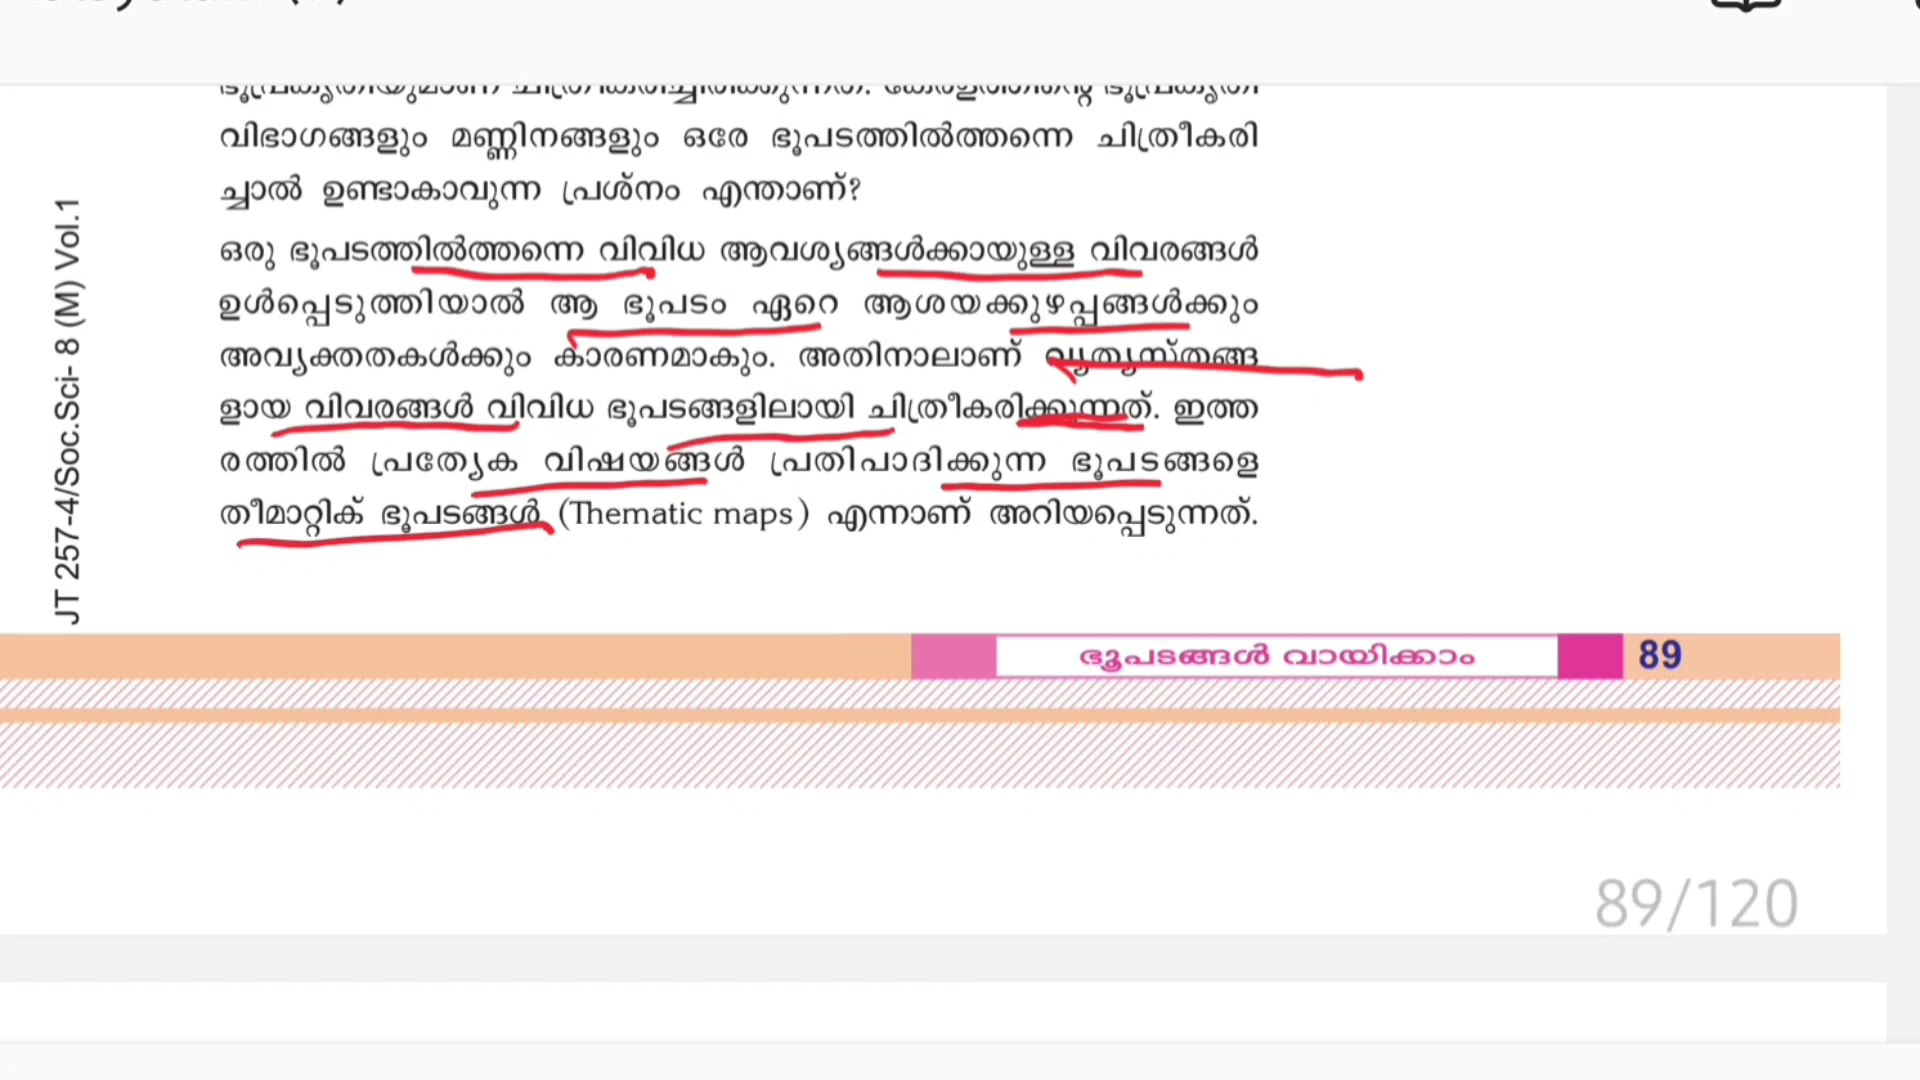 വിഭാഗങ്ങളും മണ്ണിനങ്ങളും ഒരേ ഭൂപടത്തിൽത്തന്നെ ചിത്രീകരി
ച്ചാൽ ഉണ്ടാകാവുന്ന പ്രശ്നം എന്താണ്?
ഒരു ഭൂപടത്തിൽത്തന്നെ വിവിധ ആവശ്യങ്ങൾക്കായുള്ള വിവരങ്ങൾ
ഉൾപ്പെടുത്തിയാൽ ആ ഭൂപടം ഏറെ ആശയക്കുഴപ്പങ്ങൾക്കും
അവ്യക്തതകൾക്കും കാരണമാകും. അതിനാലാണ് വ്യത്യസ്തങ്ങ
ളായ വിവരങ്ങൾ വിവിധ ഭൂപടങ്ങളിലായി ചിത്രീകരിക്കുന്നത്. ഇത്ത
രത്തിൽ പ്രത്യേക വിഷയങ്ങൾ പ്രതിപാദിക്കുന്ന ഭൂപടങ്ങളെ
തീമാറ്റിക് ഭൂപടങ്ങൾ (Thematic maps) എന്നാണ് അറിയപ്പെടുന്നത്.
JT 257-4/Soc.Sci- 8 (M) Vol.1
ഭൂപടങ്ങൾ വായിക്കാം 89
89/120